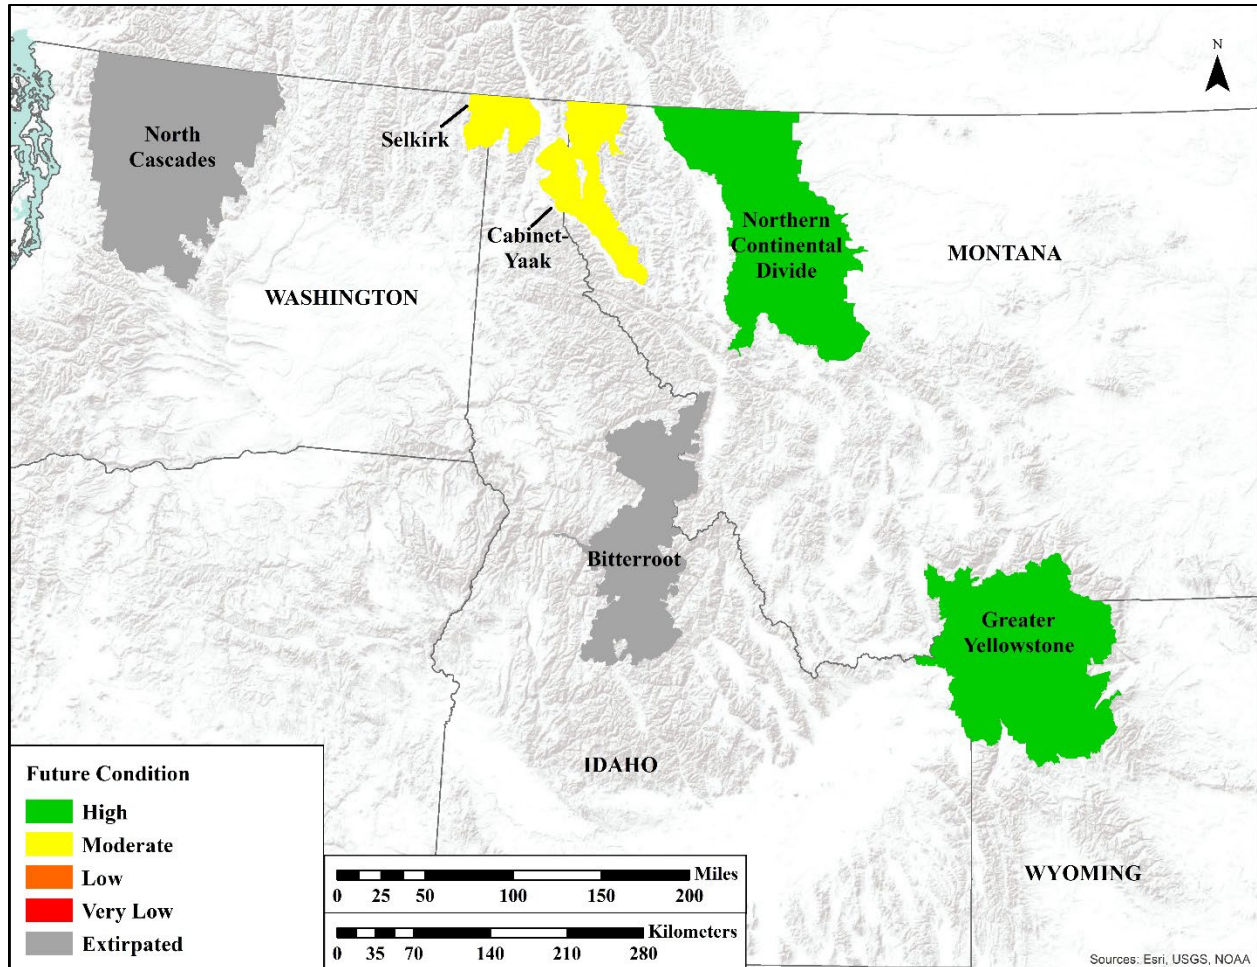 N
North
Cascades
Selkirk
Cabinet-
Yaak
Northern
Continental
Divide
MONTANA
WASHINGTON
Bitterroot
Greater
Yellowstone
IDAHO
WYOMING
Future Condition
High
Moderate
Low
Very Low
Extirpated
Miles
0 25 50 100 150 200
Kilometers
0 35 70 140 210 280
Sources: Esri, USGS, NOAA